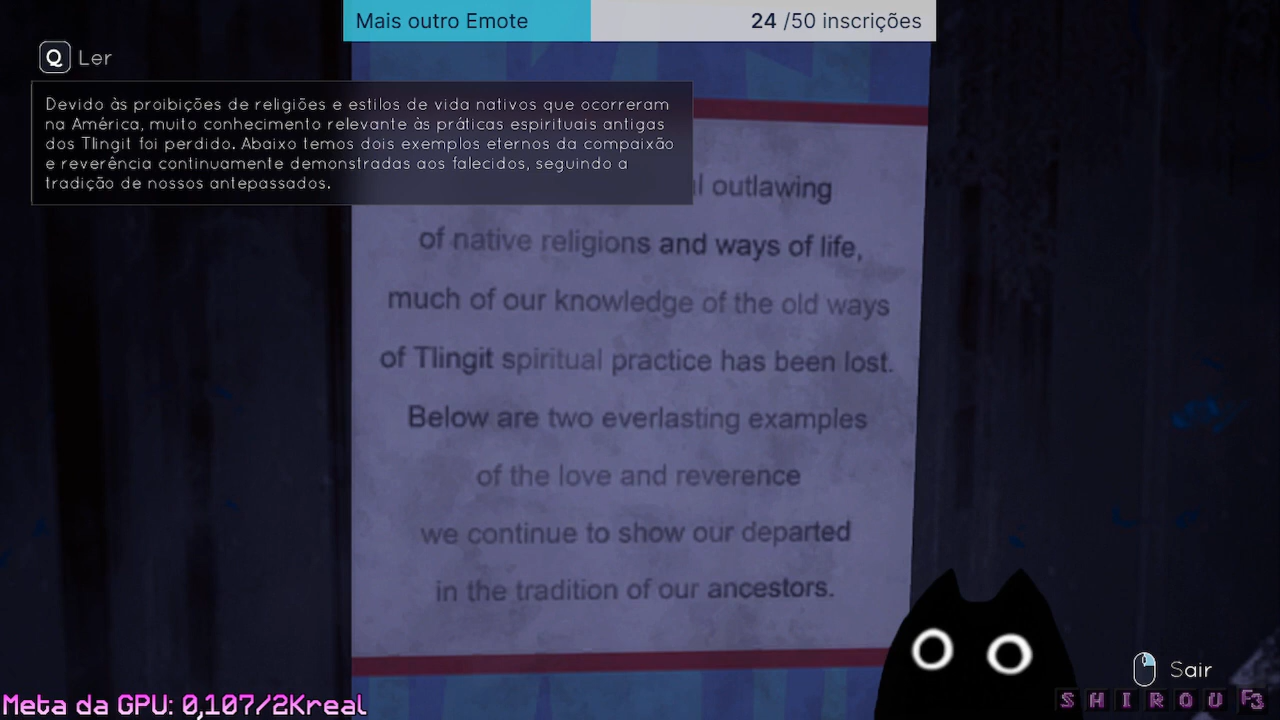 Mais outro Emote
24 /50 inscrições
Q Ler
Devido às proibições de religiões e estilos de vida nativos que ocorreram
na América, muito conhecimento relevante às práticas espirituais antigas
dos Tlingit foi perdido. Abaixo temos dois exemplos eternos da compaixão
e reverência continuamente demonstradas aos falecidos, seguindo a
tradição de nossos antepassados.
outlawing
of native religions and ways of life,
much of our knowledge of the old ways
of Tlingit spiritual practice has been lost.
Below are two everlasting examples
of the love and reverence
we continue to show our departed
in the tradition of our ancestors.
Sair
Meta da GPU: 0,107/2Kreal
SHIROU F3